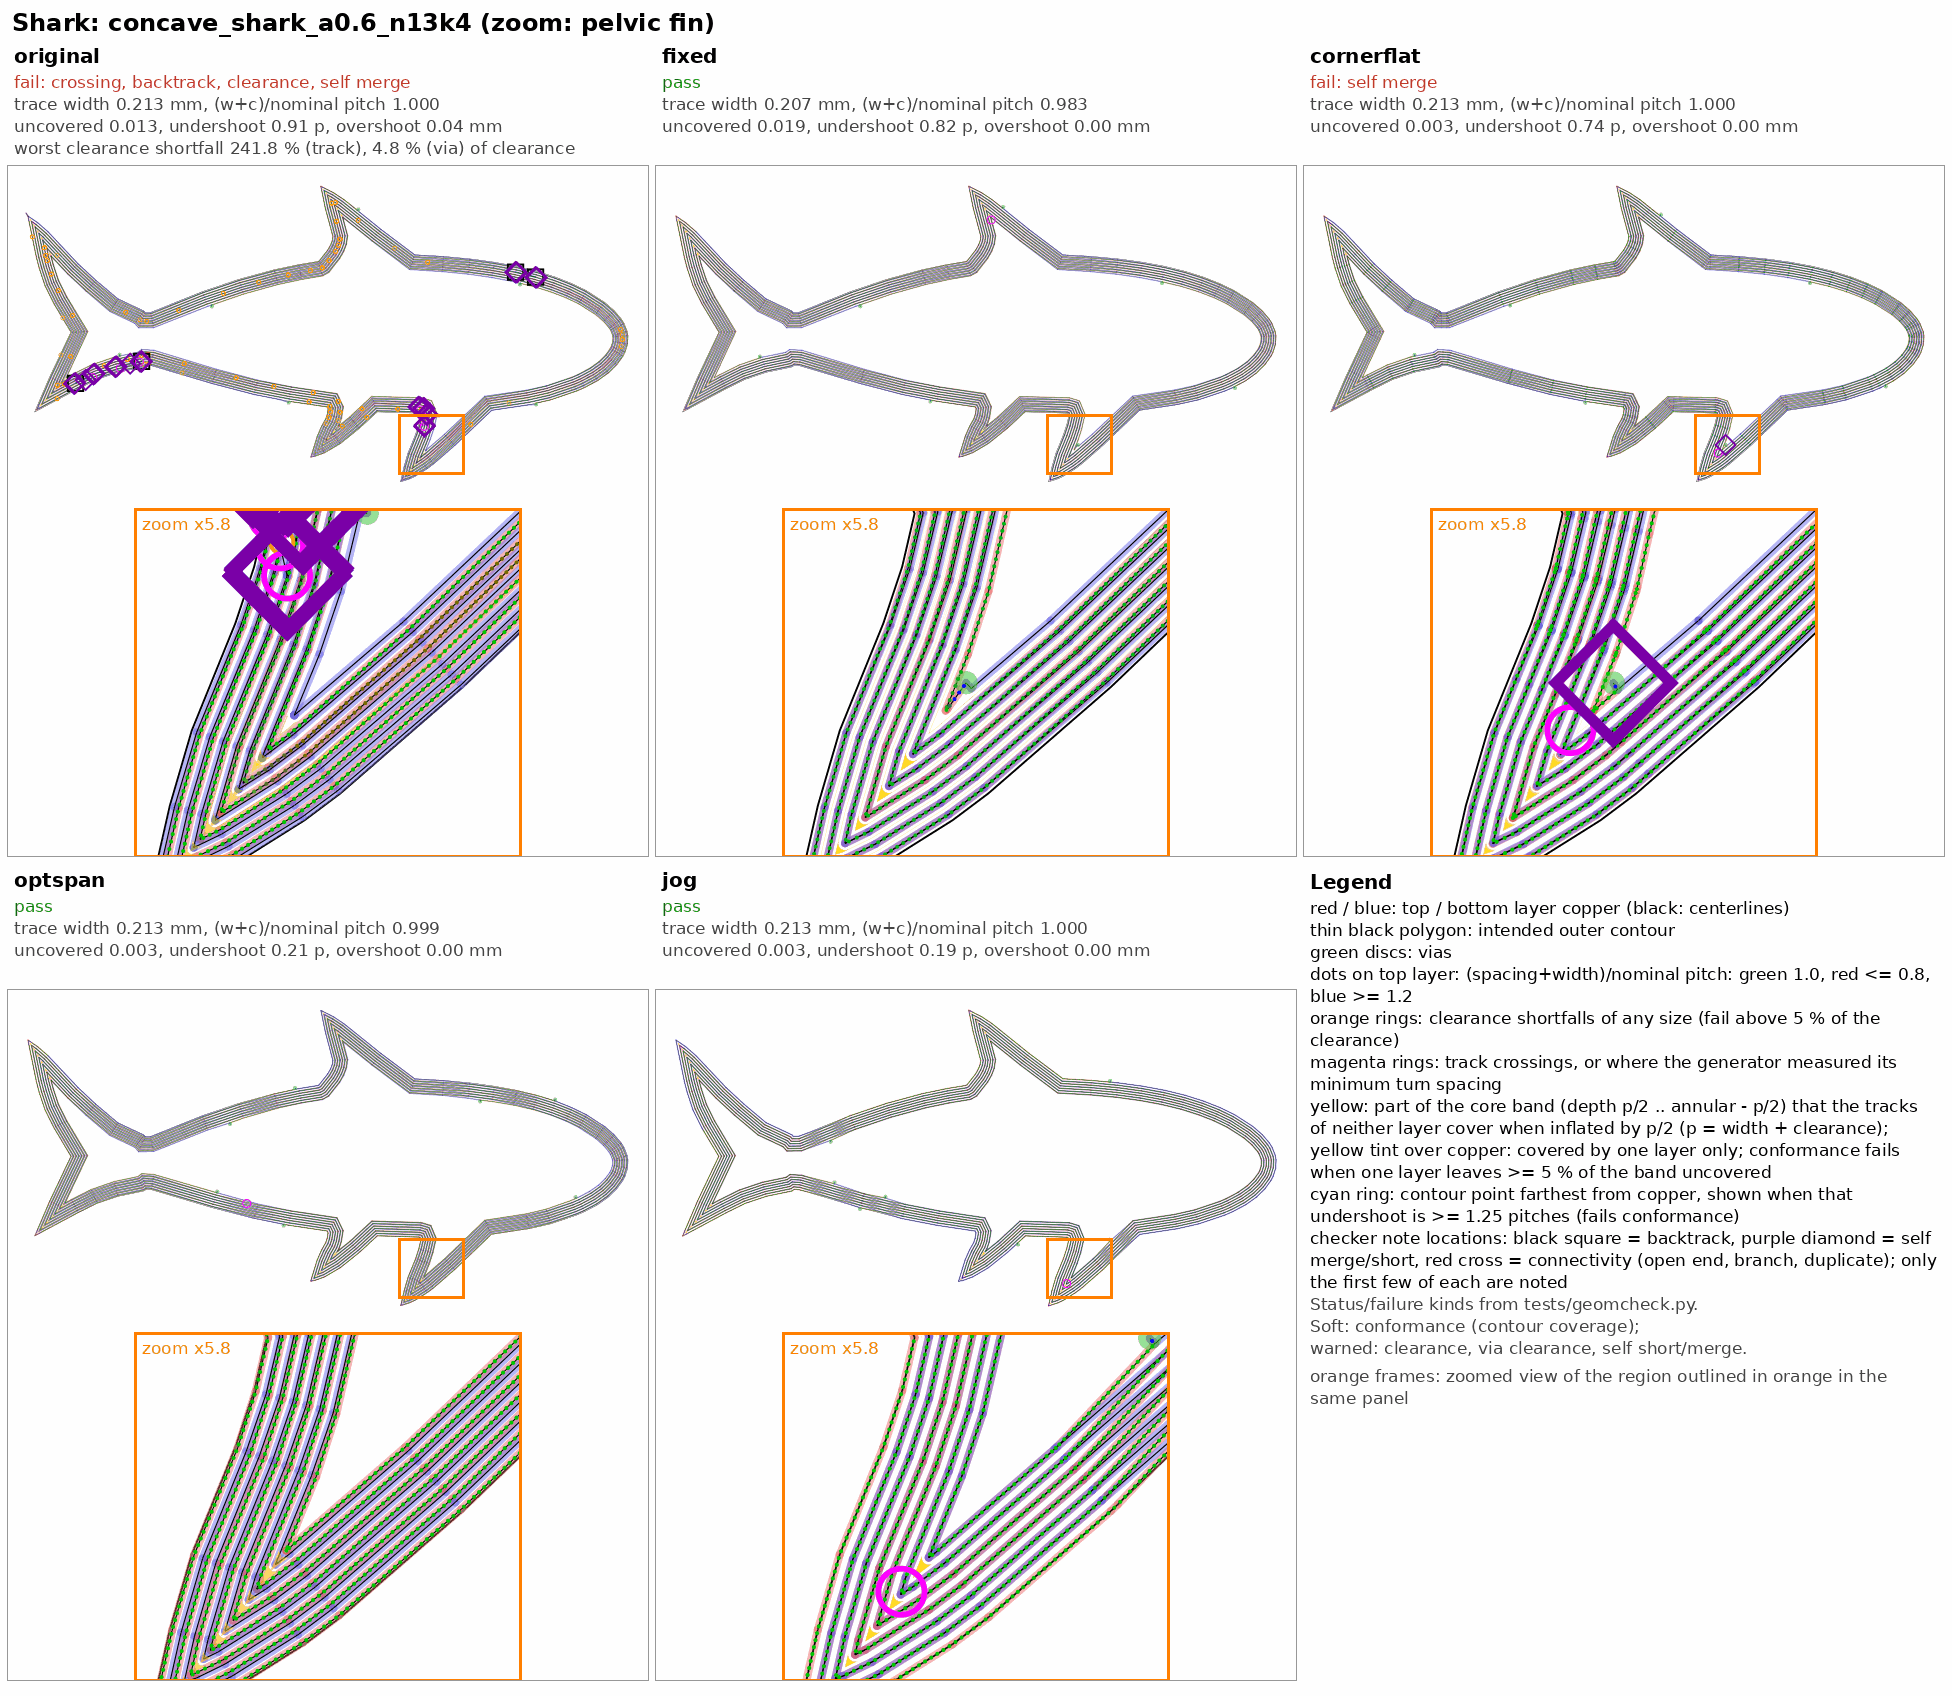 Shark: concave_shark_a0.6_n13k4 (zoom: pelvic fin)
original
fail: crossing, backtrack, clearance, self merge
trace width 0.213 mm, (w+c)/nominal pitch 1.000
uncovered 0.013, undershoot 0.91 p, overshoot 0.04 mm
worst clearance shortfall 241.8 % (track), 4.8 % (via) of clearance
zoom x5.8
fixed
pass
trace width 0.207 mm, (w+c)/nominal pitch 0.983
uncovered 0.019, undershoot 0.82 p, overshoot 0.00 mm
zoom x5.8
cornerflat
fail: self merge
trace width 0.213 mm, (w+c)/nominal pitch 1.000
uncovered 0.003, undershoot 0.74 p, overshoot 0.00 mm
zoom x5.8
optspan
pass
trace width 0.213 mm, (w+c)/nominal pitch 0.999
uncovered 0.003, undershoot 0.21 p, overshoot 0.00 mm
zoom x5.8
jog
pass
trace width 0.213 mm, (w+c)/nominal pitch 1.000
uncovered 0.003, undershoot 0.19 p, overshoot 0.00 mm
zoom x5.8
Legend
red / blue: top / bottom layer copper (black: centerlines)
thin black polygon: intended outer contour
green discs: vias
dots on top layer: (spacing+width)/nominal pitch: green 1.0, red <= 0.8,
blue >= 1.2
orange rings: clearance shortfalls of any size (fail above 5 % of the
clearance)
magenta rings: track crossings, or where the generator measured its
minimum turn spacing
yellow: part of the core band (depth p/2 .. annular - p/2) that the tracks
of neither layer cover when inflated by p/2 (p = width + clearance);
yellow tint over copper: covered by one layer only; conformance fails
when one layer leaves >= 5 % of the band uncovered
cyan ring: contour point farthest from copper, shown when that
undershoot is >= 1.25 pitches (fails conformance)
checker note locations: black square = backtrack, purple diamond = self
merge/short, red cross = connectivity (open end, branch, duplicate); only
the first few of each are noted
Status/failure kinds from tests/geomcheck.py.
Soft: conformance (contour coverage);
warned: clearance, via clearance, self short/merge.
orange frames: zoomed view of the region outlined in orange in the
same panel